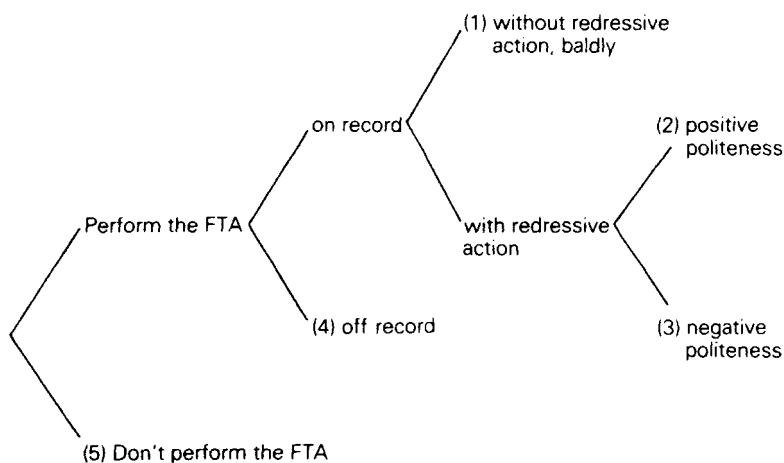 (1) without redressive
action, baldly
on record
(2) positive
politeness
Perform the FTA
with redressive
action
(4) off record
(3) negative
politeness
(5) Don't perform the FTA